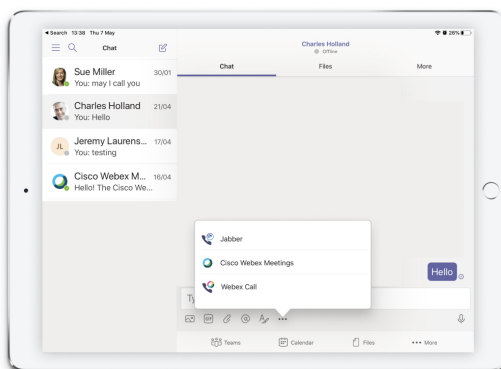 Search 13:38 Thu 7 May
26%
Chat
Charles Holland
Office
Chat Files More
Sue Miller 30/01
You: may I call you
Charles Holland 21/04
You: Hello
JL Jeremy Laurens... 17/04
You: testing
Cisco Webex M... 16/04
Hello! The Cisco We...
Jabber
Cisco Webex Meetings
Webex Call
Hello
Ty
GIF @
Teams Calendar Files More